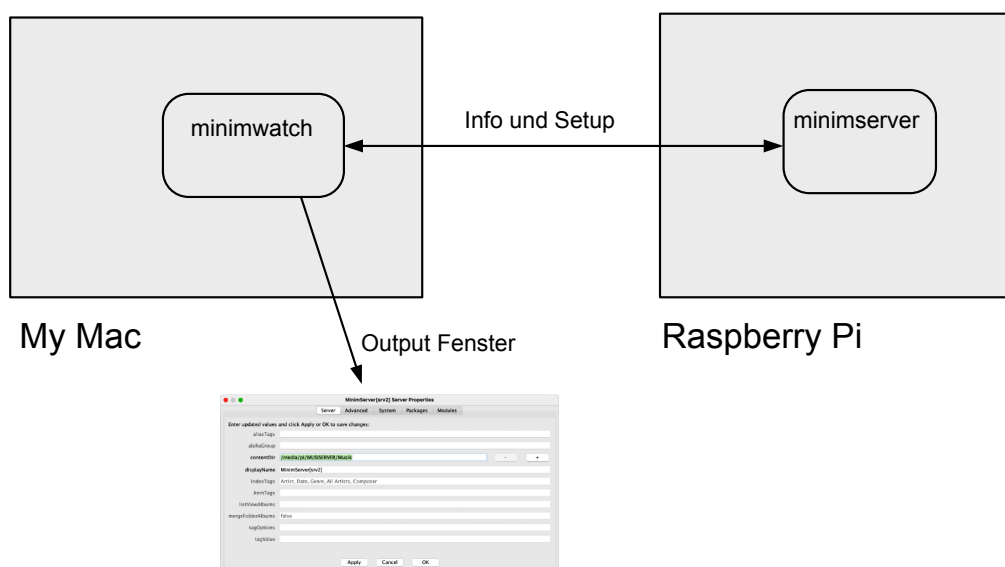 minimwatch
Info und Setup
minimserver
My Mac
Output Fenster
Raspberry Pi
MinimServer[srv2] Server Properties
Server Advanced System Packages Modules
Enter updated values and click Apply or OK to save changes:
aliasTags
alphaGroup
contentDir /media/pi/MUSISERVER/Musik - +
displayName MinimServer[srv2]
indexTags Artist, Date, Genre, All Artists, Composer
itemTags
listViewAlbums
mergeFolderAlbums false
tagOptions
tagValue
Apply Cancel OK